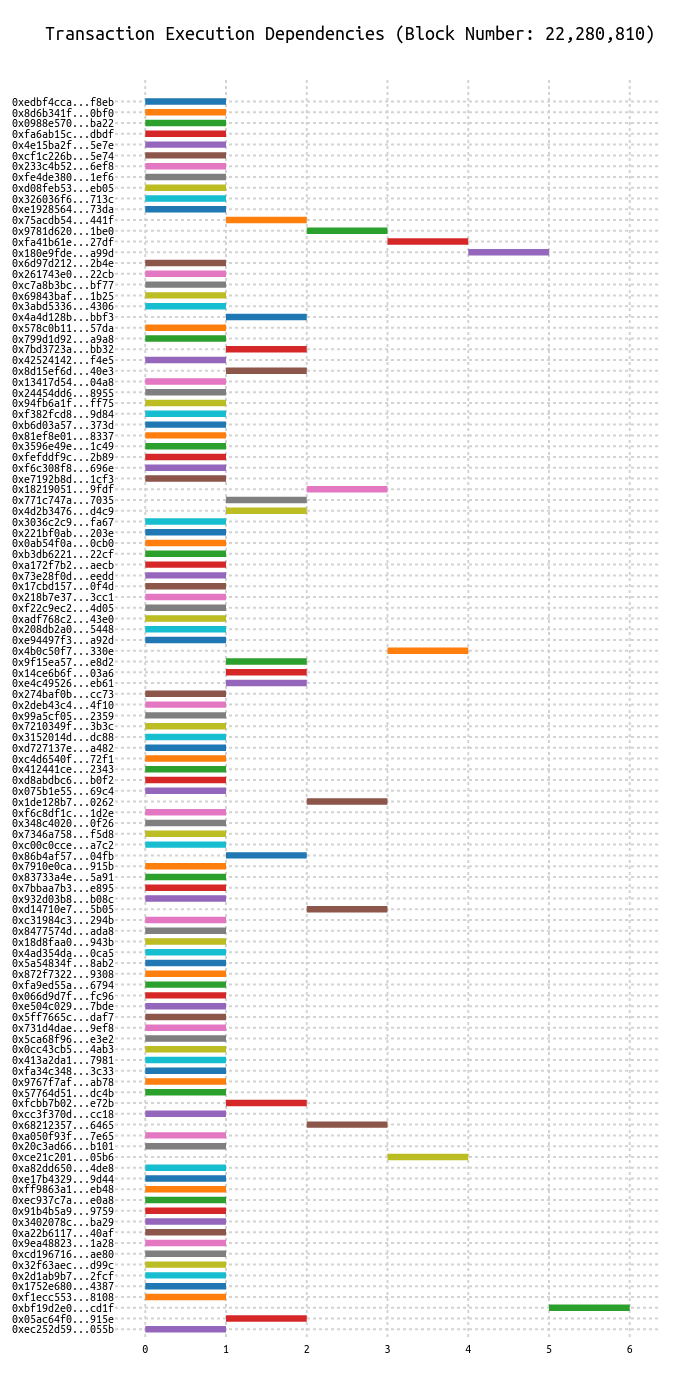 Transaction Execution Dependencies (Block Number: 22,280,810)
0xedbf4cca...f8eb
0x8d6b341f...0bf0
0x0988e570...ba22
0xfa6ab15c...dbdf
0x4e15ba2f...5e7e
0xcf1c226b...5e74
0x233c4b52...6ef8
0xfe4de380...1ef6
0xd08feb53...eb05
0x326036f6...713c
0xe1928564...73da
0x75acdb54...441f
0x9781d620...1be0
0xfa41b61e...27df
0x180e9fde...a99d
0x6d97d212...2b4e
0x261743e0...22cb
0xc7a8b3bc...bf77
0x69843baf...1b25
0x3abd5336...4306
0x4a4d128b...bbf3
0x578c0b11...57da
0x799d1d92...a9a8
0x7bd3723a...bb32
0x42524142...f4e5
0x8d15ef6d...40e3
0x13417d54...04a8
0x24454dd6...8955
0x94fb6a1f...ff75
0xf382fcd8...9d84
0xb6d03a57...373d
0x81ef8e01...8337
0x3596e49e...1c49
0xfefddf9c...2b89
0xf6c308f8...696e
0xe7192b8d...1cf3
0x18219051...9fdf
0x771c747a...7035
0x4d2b3476...d4c9
0x3036c2c9...fa67
0x221bf0ab...203e
0x0ab54f0a...0cb0
0xb3db6221...22cf
0xa172f7b2...aecb
0x73e28f0d...eedd
0x17cbd157...0f4d
0x218b7e37...3cc1
0xf22c9ec2...4d05
0xadf768c2...43e0
0x208db2a0...5448
0xe94497f3...a92d
0x4b0c50f7...330e
0x9f15ea57...e8d2
0x14ce6b6f...03a6
0xe4c49526...eb61
0x274baf0b...cc73
0x2deb43c4...4f10
0x99a5cf05...2359
0x7210349f...3b3c
0x3152014d...dc88
0xd727137e...a482
0xc4d6540f...72f1
0x412441ce...2343
0xd8abdbc6...b0f2
0x075b1e55...69c4
0x1de128b7...0262
0xf6c8df1c...1d2e
0x348c4020...0f26
0x7346a758...f5d8
0xc00c0cce...a7c2
0x86b4af57...04fb
0x7910e0ca...915b
0x83733a4e...5a91
0x7bbaa7b3...e895
0x932d03b8...b08c
0xd14710e7...5b05
0xc31984c3...294b
0x8477574d...ada8
0x18d8faa0...943b
0x4ad354da...0ca5
0x5a54834f...8ab2
0x872f7322...9308
0xfa9ed55a...6794
0x066d9d7f...fc96
0xe504c029...7bde
0x5ff7665c...daf7
0x731d4dae...9ef8
0x5ca68f96...e3e2
0x0cc43cb5...4ab3
0x413a2da1...7981
0xfa34c348...3c33
0x9767f7af...ab78
0x57764d51...dc4b
0xfcbb7b02...e72b
0xcc3f370d...cc18
0x68212357...6465
0xa050f93f...7e65
0x20c3ad66...b101
0xce21c201...05b6
0xa82dd650...4de8
0xe17b4329...9d44
0xff9863a1...eb48
0xec937c7a...e0a8
0x91b4b5a9...9759
0x3402078c...ba29
0xa22b6117...40af
0x9ea48823...1a28
0xcd196716...ae80
0x32f63aec...d99c
0x2d1ab9b7...2fcf
0x1752e680...4387
0xf1ecc553...8108
0xbf19d2e0...cd1f
0x05ac64f0...915e
0xec252d59...055b
0 1 2 3 4 5 6